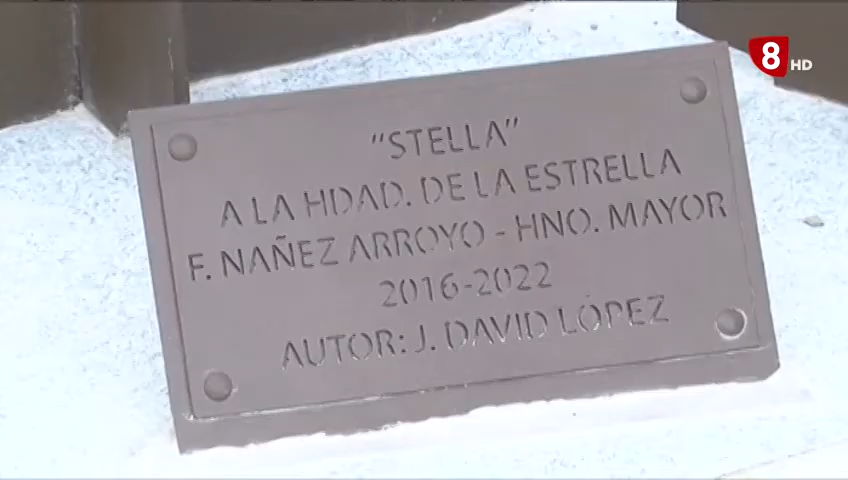 "STELLA"
A LA HDAD. DE LA ESTRELLA
F. NAÑEZ ARROYO - HNO. MAYOR
2016-2022
AUTOR: J. DAVID LÓPEZ
8 HD